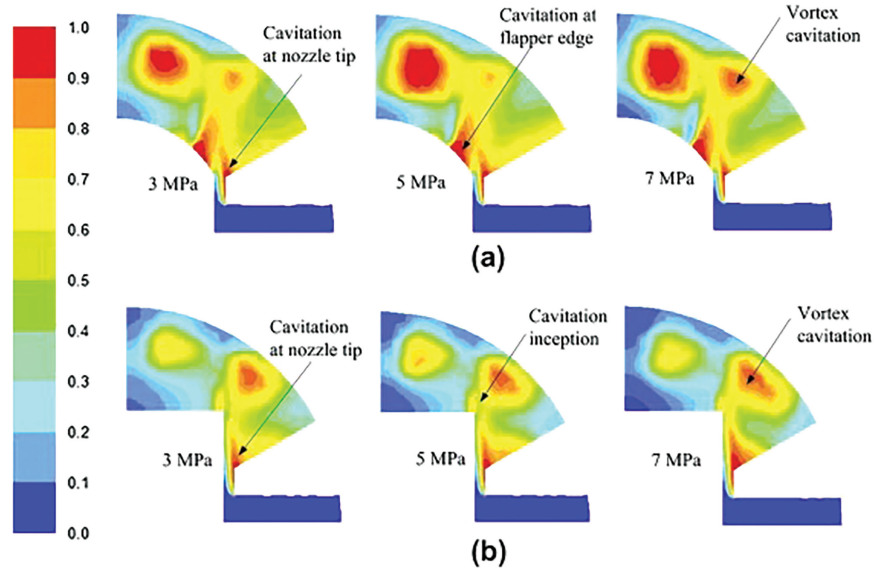 1.0
0.9
0.8
0.7
0.6
0.5
0.4
0.3
0.2
0.1
0.0
Cavitation
at nozzle tip
3 MPa
Cavitation at
flapper edge
5 MPa
Vortex
cavitation
7 MPa
(a)
Cavitation
at nozzle tip
3 MPa
Cavitation
inception
5 MPa
Vortex
cavitation
7 MPa
(b)